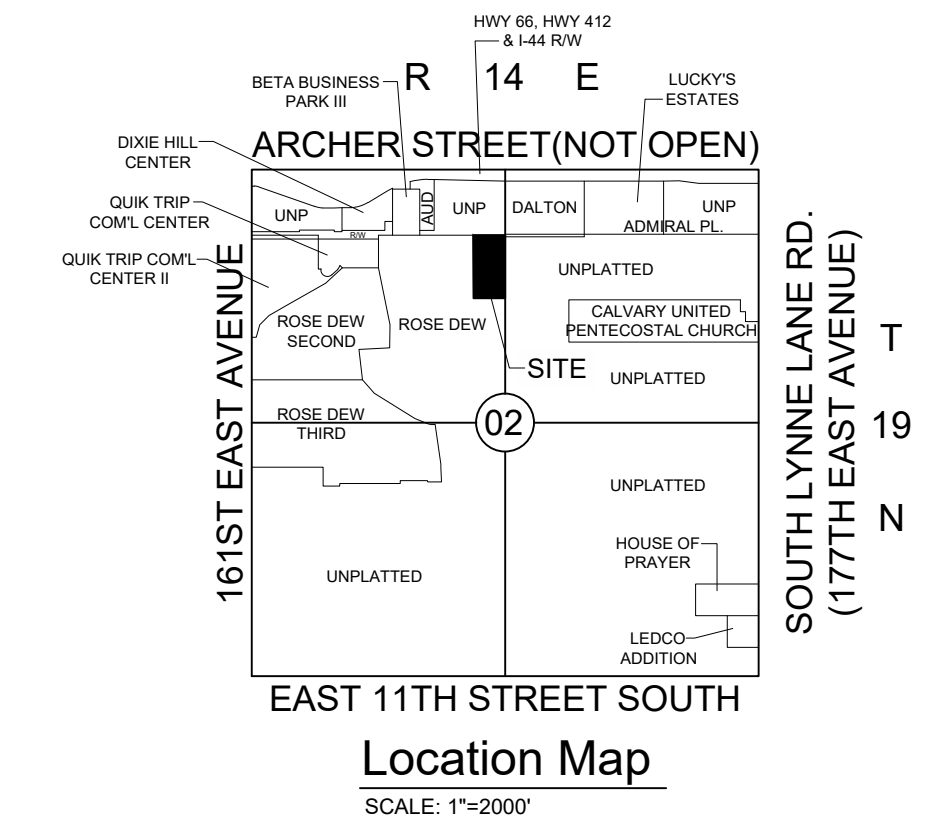 HWY 66, HWY 412
& I-44 R/W
R 14 E
BETA BUSINESS
PARK III
LUCKY'S
ESTATES
ARCHER STREET(NOT OPEN)
DIXIE HILL
CENTER
QUIK TRIP
COM'L CENTER
QUIK TRIP COM'L
CENTER II
UNP
R/W
AUD
UNP
DALTON
UNP
ADMIRAL PL.
UNPLATTED
ROSE DEW
SECOND
ROSE DEW
CALVARY UNITED
PENTECOSTAL CHURCH
SITE
UNPLATTED
ROSE DEW
THIRD
02
UNPLATTED
UNPLATTED
HOUSE OF
PRAYER
LEDCO
ADDITION
161ST EAST AVENUE
SOUTH LYNNE LANE RD.
(177TH EAST AVENUE)
T
19
N
EAST 11TH STREET SOUTH
Location Map
SCALE: 1"=2000'